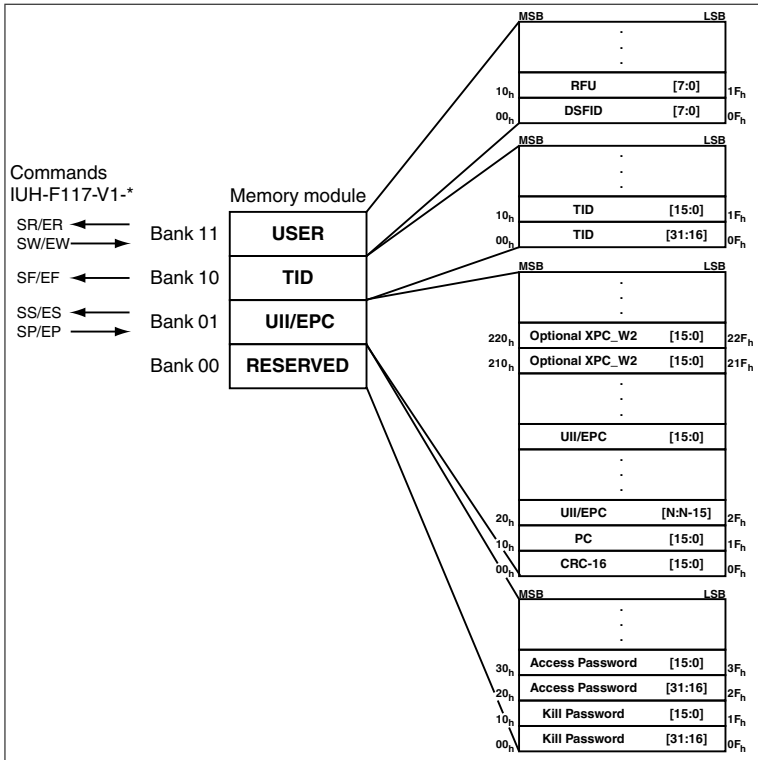 Commands
IUH-F117-V1-*
SR/ER
SW/EW
SF/EF
SS/ES
SP/EP
Memory module
Bank 11 USER
Bank 10 TID
Bank 01 UII/EPC
Bank 00 RESERVED
MSB LSB
10h RFU [7:0] 1Fh
00h DSFID [7:0] 0Fh
MSB LSB
10h TID [15:0] 1Fh
00h TID [31:16] 0Fh
MSB LSB
220h Optional XPC_W2 [15:0] 22Fh
210h Optional XPC_W2 [15:0] 21Fh
UII/EPC [15:0]
20h UII/EPC [N:N-15] 2Fh
10h PC [15:0] 1Fh
00h CRC-16 [15:0] 0Fh
MSB LSB
30h Access Password [15:0] 3Fh
20h Access Password [31:16] 2Fh
10h Kill Password [15:0] 1Fh
00h Kill Password [31:16] 0Fh